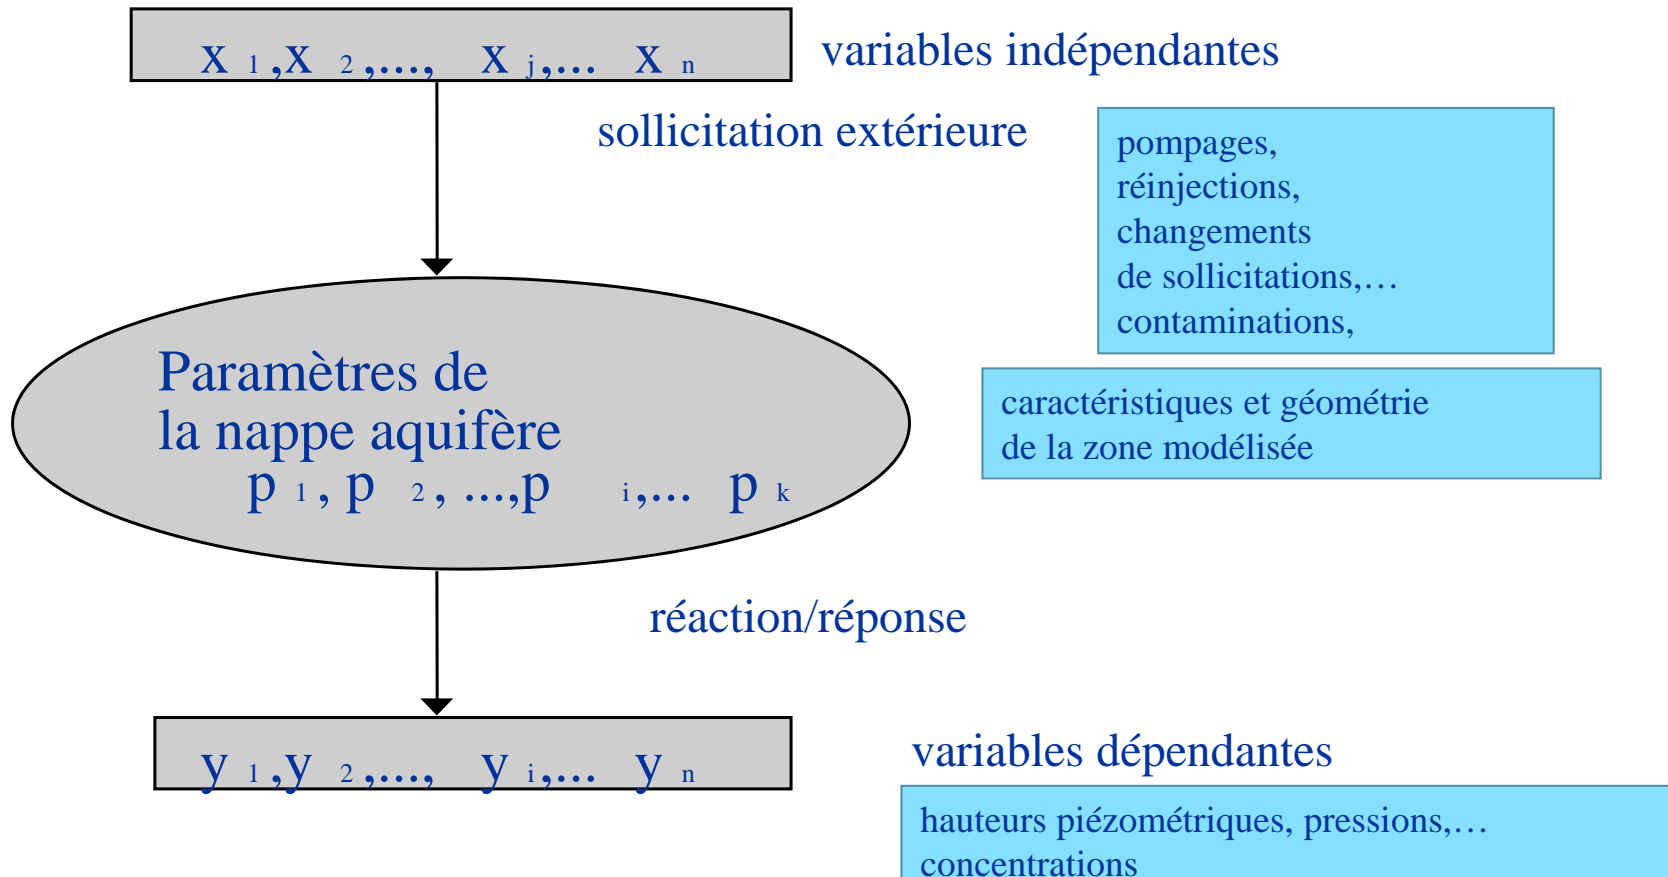 x 1 ,x 2 ,..., x j ,... x n
variables indépendantes
sollicitation extérieure
pompages,
réinjections,
changements
de sollicitations,…
contaminations,
Paramètres de
la nappe aquifère
p 1 , p 2 , ...,p i ,... p k
caractéristiques et géométrie
de la zone modélisée
réaction/réponse
y 1 ,y 2 ,..., y i ,... y n
variables dépendantes
hauteurs piézométriques, pressions,…
concentrations